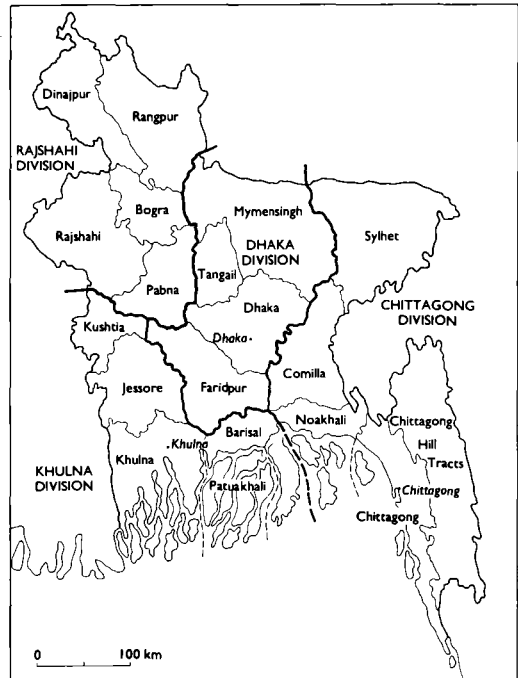 Dinajpur
Rangpur
RAJSHAHI
DIVISION
Bogra
Rajshahi
Pabna
Mymensingh
DHAKA
DIVISION
Tangail
Sylhet
Dhaka
Dhaka
CHITTAGONG
DIVISION
Kushtia
Jessore
Faridpur
Comilla
Noakhali
Chittagong
Hill
Tracts
Khulna
Khulna
Barisal
KHULNA
DIVISION
Patuakhali
Chittagong
Chittagong
0 100 km